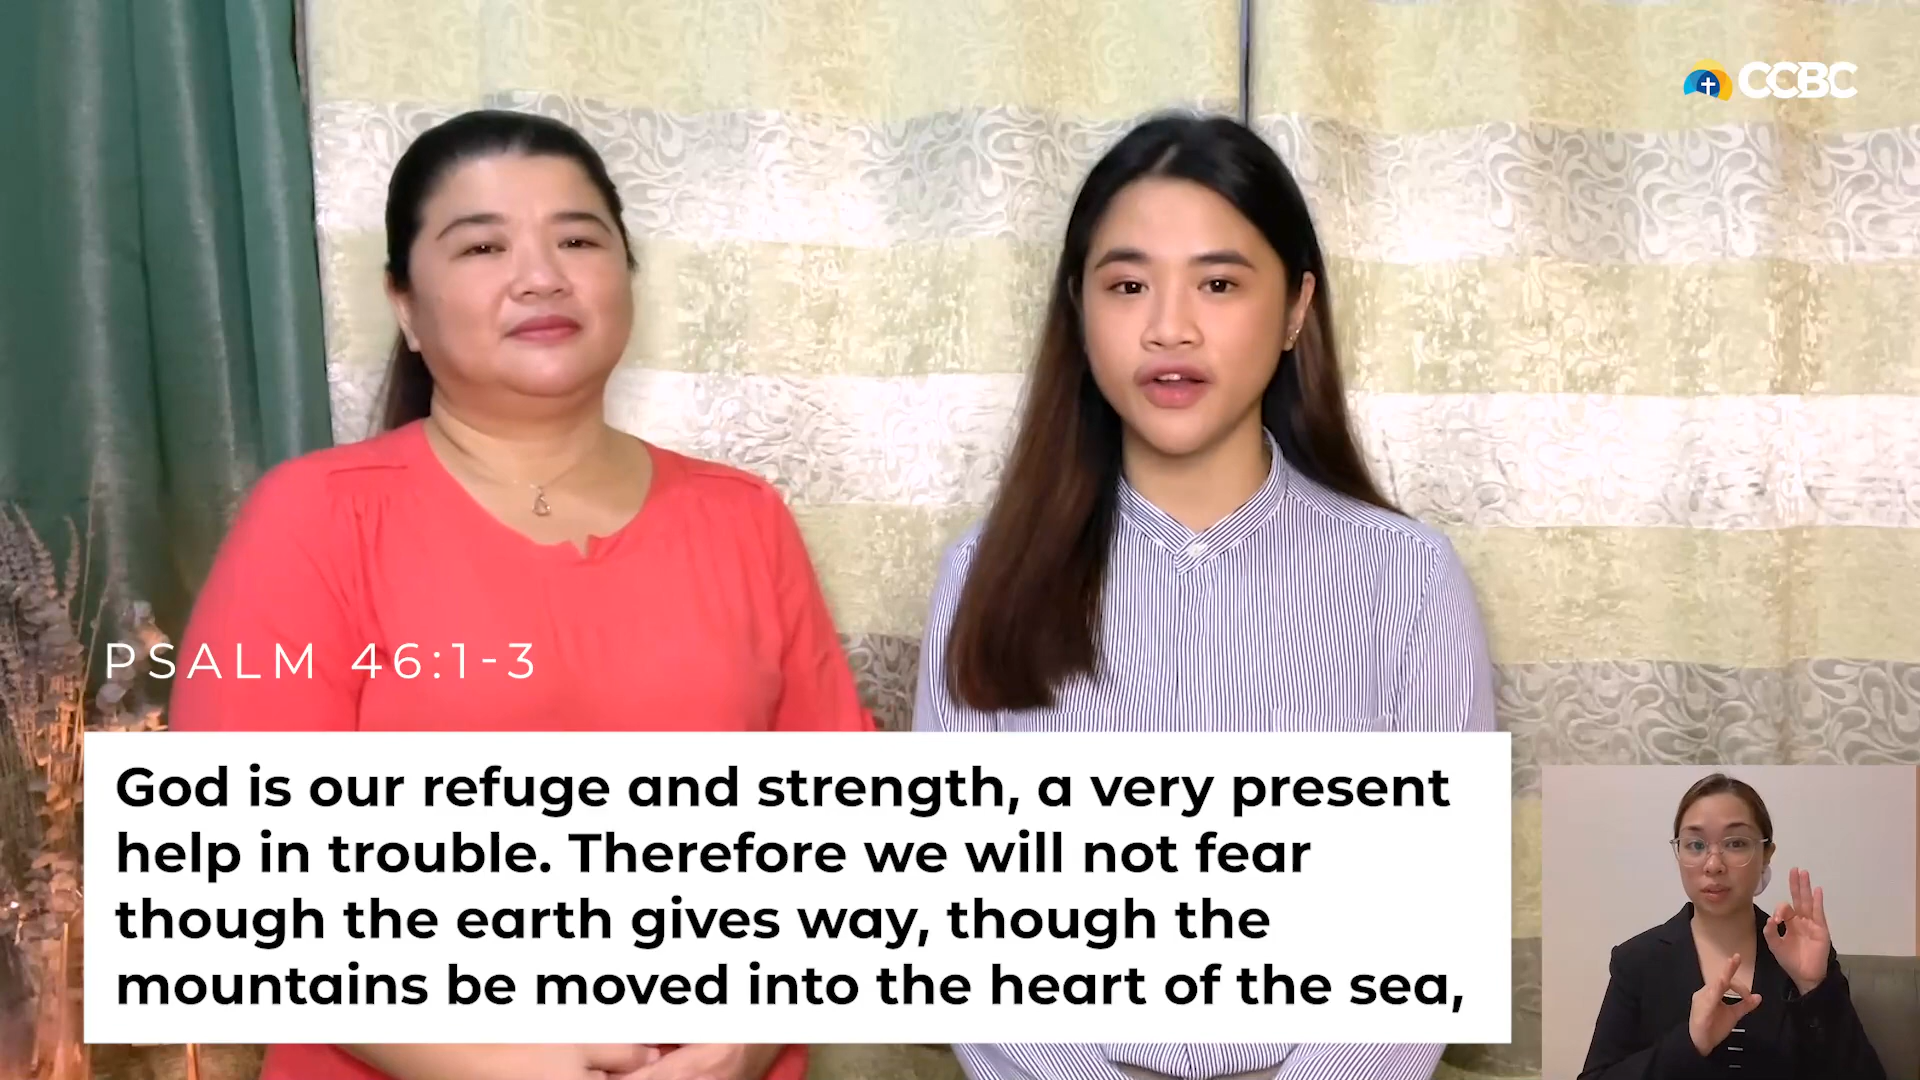 CCBC
PSALM 46:1-3
God is our refuge and strength, a very present
help in trouble. Therefore we will not fear
though the earth gives way, though the
mountains be moved into the heart of the sea,